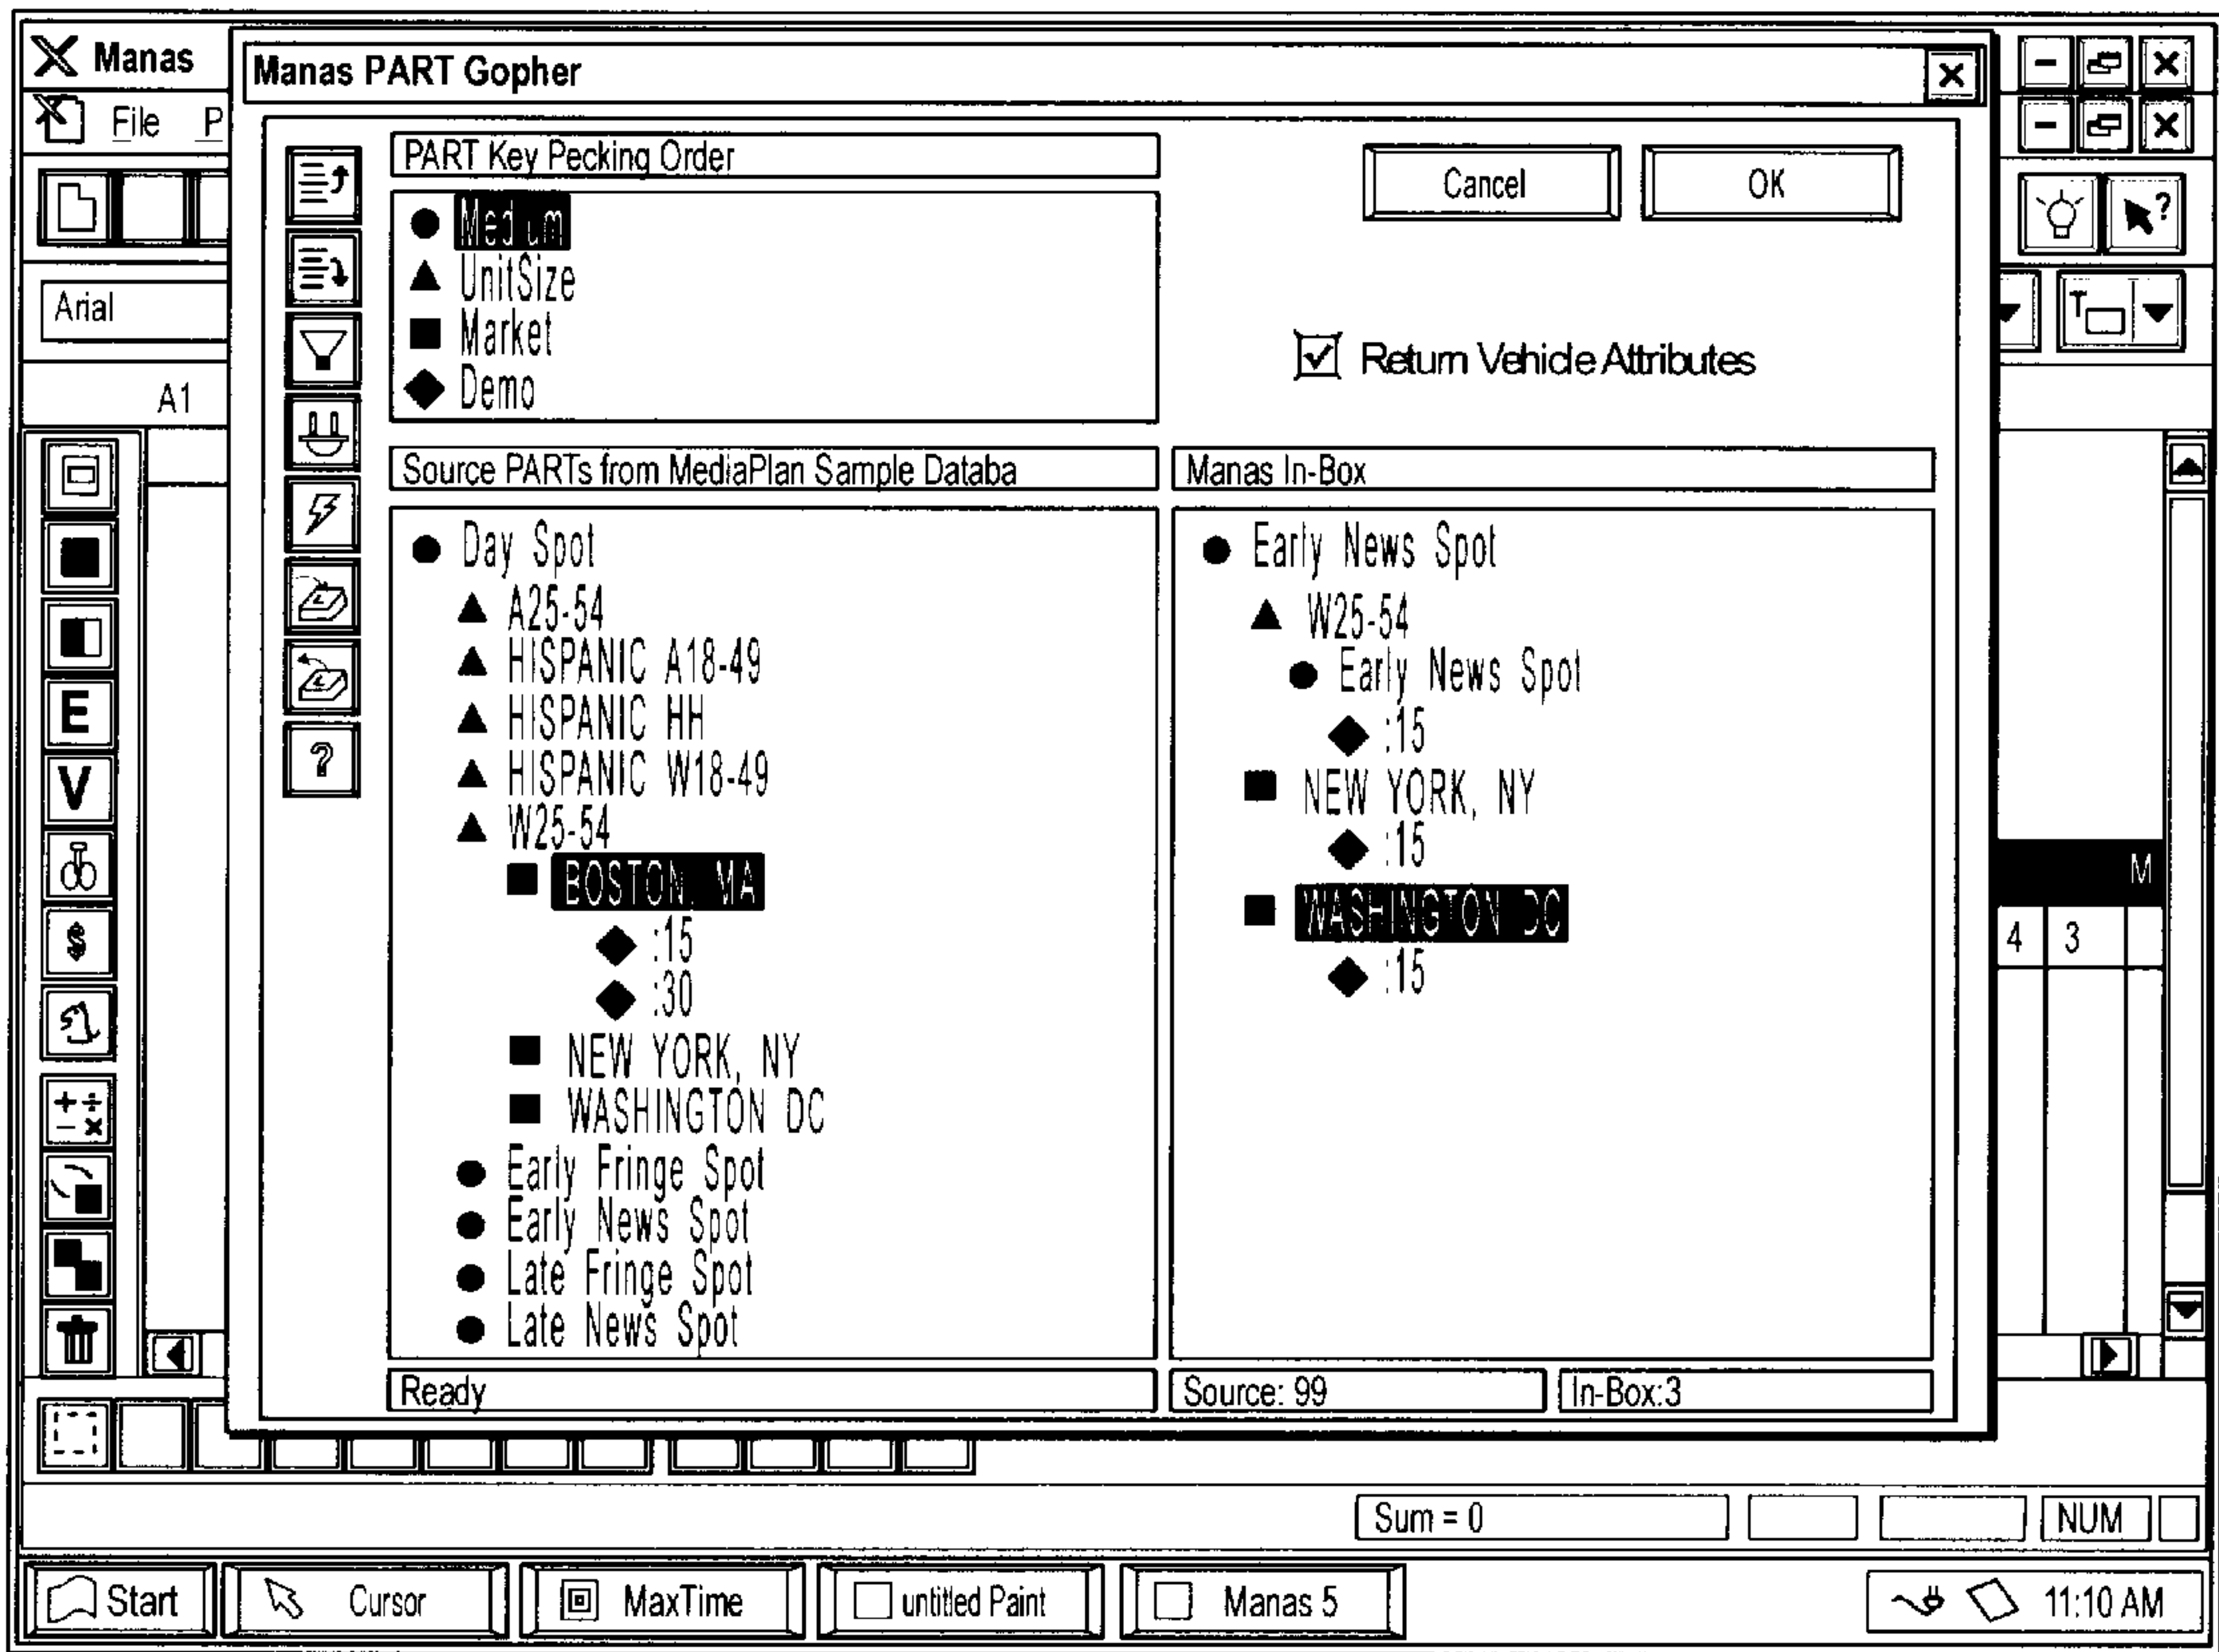 Manas
Manas PART Gopher
File P
PART Key Pecking Order
Cancel
OK
Medium
UnitSize
Market
Demo
Arial
Return Vehicle Attributes
A1
Source PARTs from MediaPlan Sample Databa
Manas In-Box
Day Spot
A25-54
HISPANIC A18-49
HISPANIC HH
HISPANIC W18-49
W25-54
BOSTON, MA
:15
:30
NEW YORK, NY
WASHINGTON DC
Early Fringe Spot
Early News Spot
Late Fringe Spot
Late News Spot
Early News Spot
W25-54
Early News Spot
:15
NEW YORK, NY
:15
WASHINGTON DC
:15
E
V
M
4 3
Ready
Source: 99
In-Box:3
Sum = 0
NUM
Start
Cursor
MaxTime
untitled Paint
Manas 5
11:10 AM